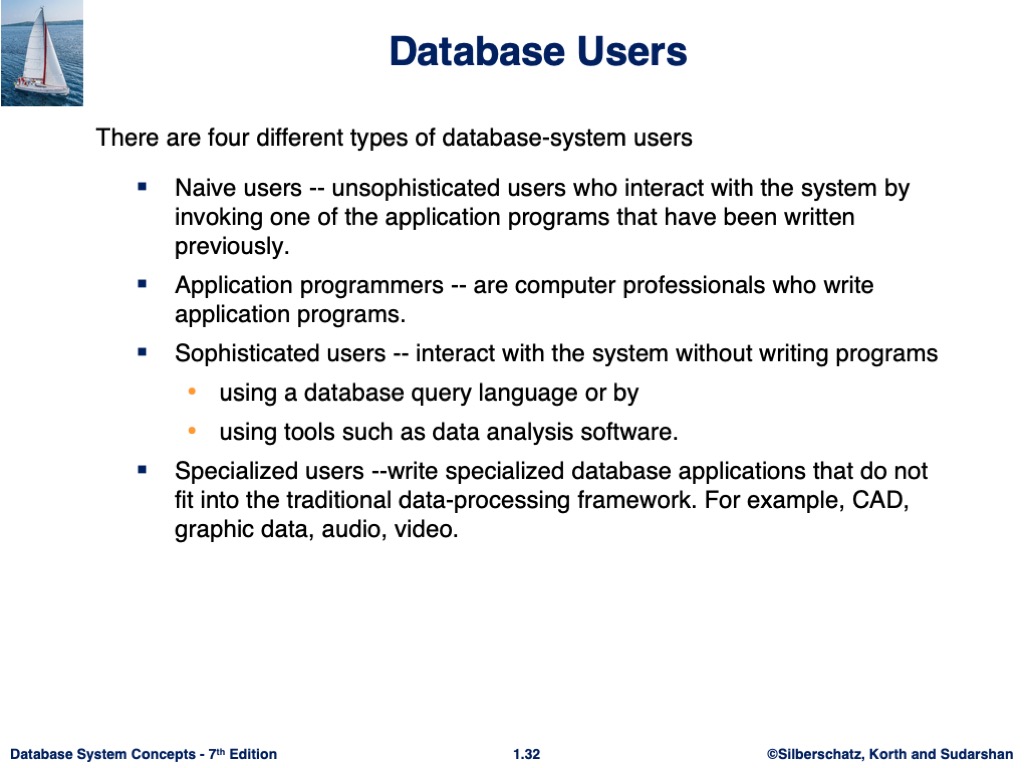 Database Users
There are four different types of database-system users
▪ Naive users -- unsophisticated users who interact with the system by
invoking one of the application programs that have been written
previously.
▪ Application programmers -- are computer professionals who write
application programs.
▪ Sophisticated users -- interact with the system without writing programs
• using a database query language or by
• using tools such as data analysis software.
▪ Specialized users --write specialized database applications that do not
fit into the traditional data-processing framework. For example, CAD,
graphic data, audio, video.
Database System Concepts - 7th Edition
1.32
©Silberschatz, Korth and Sudarshan